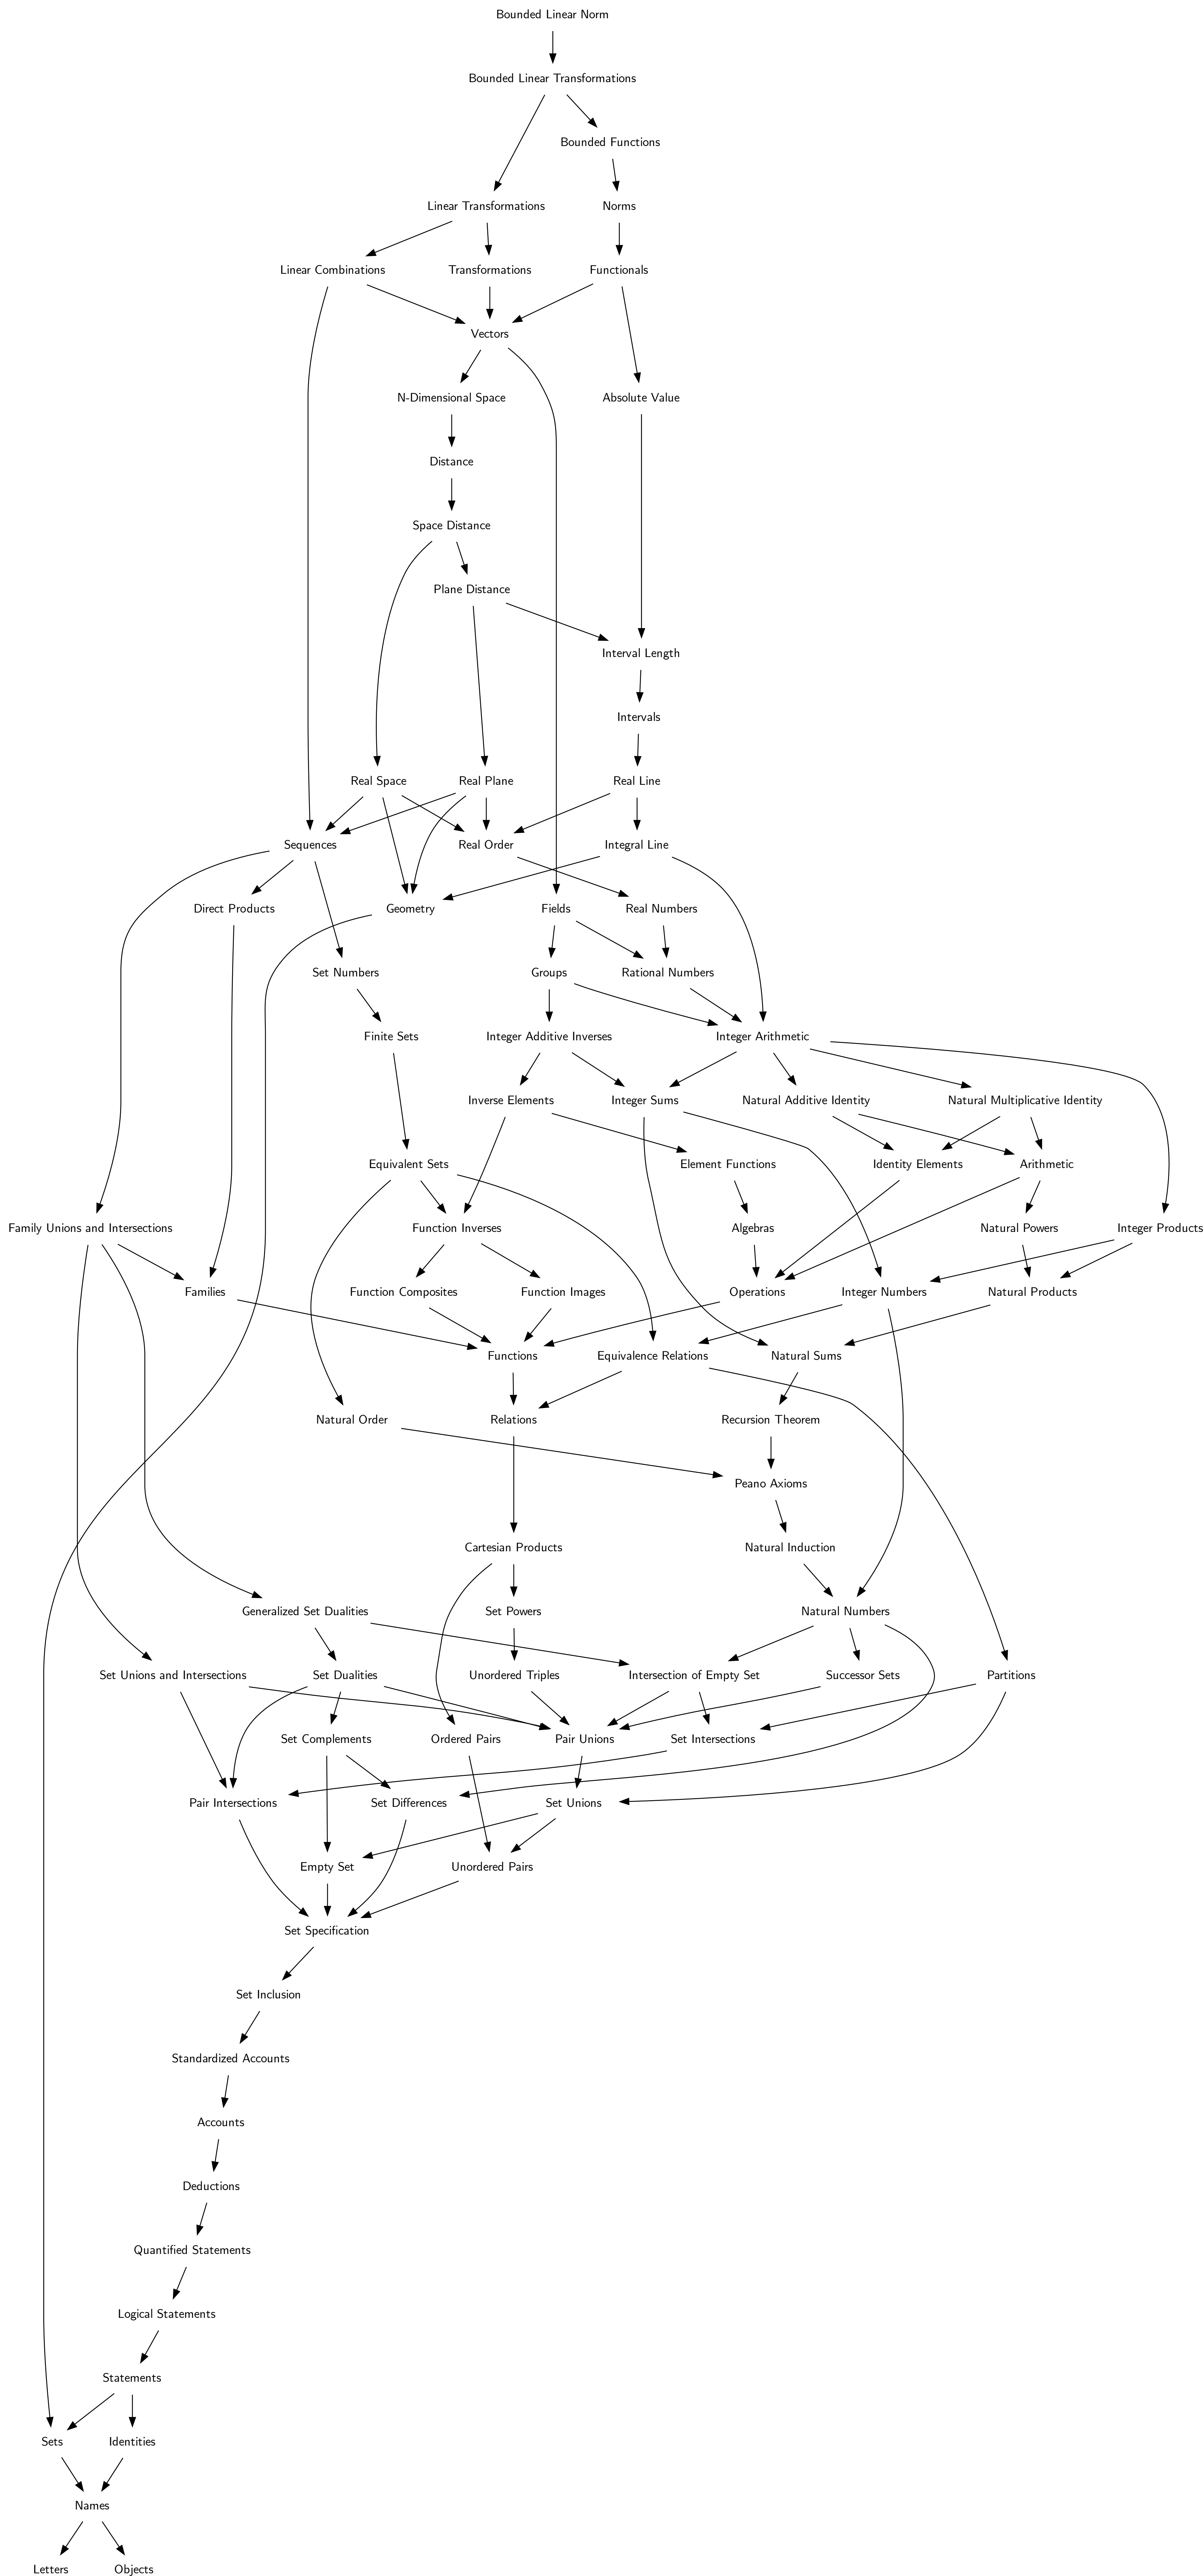 Bounded Linear Norm
Bounded Linear Transformations
Bounded Functions
Linear Transformations
Norms
Linear Combinations
Transformations
Functionals
Vectors
N-Dimensional Space
Absolute Value
Distance
Space Distance
Plane Distance
Interval Length
Intervals
Real Space
Real Plane
Real Line
Sequences
Real Order
Integral Line
Direct Products
Geometry
Fields
Real Numbers
Set Numbers
Groups
Rational Numbers
Finite Sets
Integer Additive Inverses
Integer Arithmetic
Inverse Elements
Integer Sums
Natural Additive Identity
Natural Multiplicative Identity
Equivalent Sets
Element Functions
Identity Elements
Arithmetic
Family Unions and Intersections
Function Inverses
Algebras
Natural Powers
Integer Products
Families
Function Composites
Function Images
Operations
Integer Numbers
Natural Products
Functions
Equivalence Relations
Natural Sums
Natural Order
Relations
Recursion Theorem
Peano Axioms
Cartesian Products
Natural Induction
Generalized Set Dualities
Set Powers
Natural Numbers
Set Unions and Intersections
Set Dualities
Unordered Triples
Intersection of Empty Set
Successor Sets
Partitions
Set Complements
Ordered Pairs
Pair Unions
Set Intersections
Pair Intersections
Set Differences
Set Unions
Empty Set
Unordered Pairs
Set Specification
Set Inclusion
Standardized Accounts
Accounts
Deductions
Quantified Statements
Logical Statements
Statements
Sets
Identities
Names
Letters
Objects